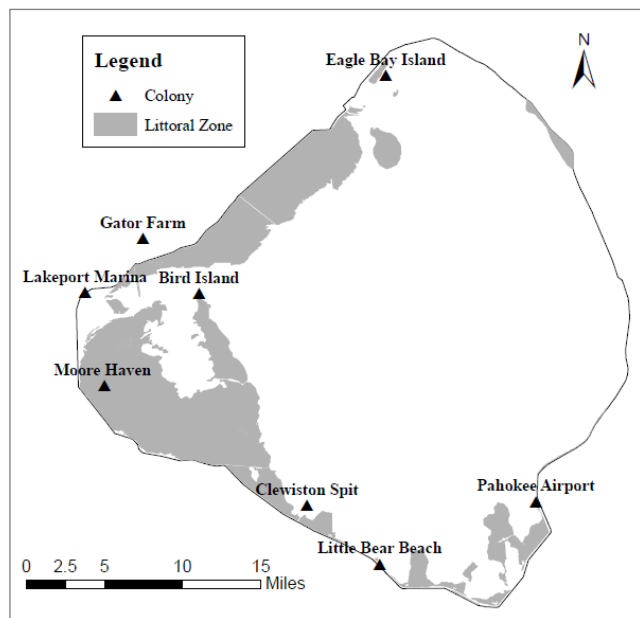 Eagle Bay Island
N
Legend
Colony
Littoral Zone
Gator Farm
Lakeport Marina
Bird Island
Moore Haven
Clewiston Spit
Pahokee Airport
Little Bear Beach
0 2.5 5 10 15
Miles